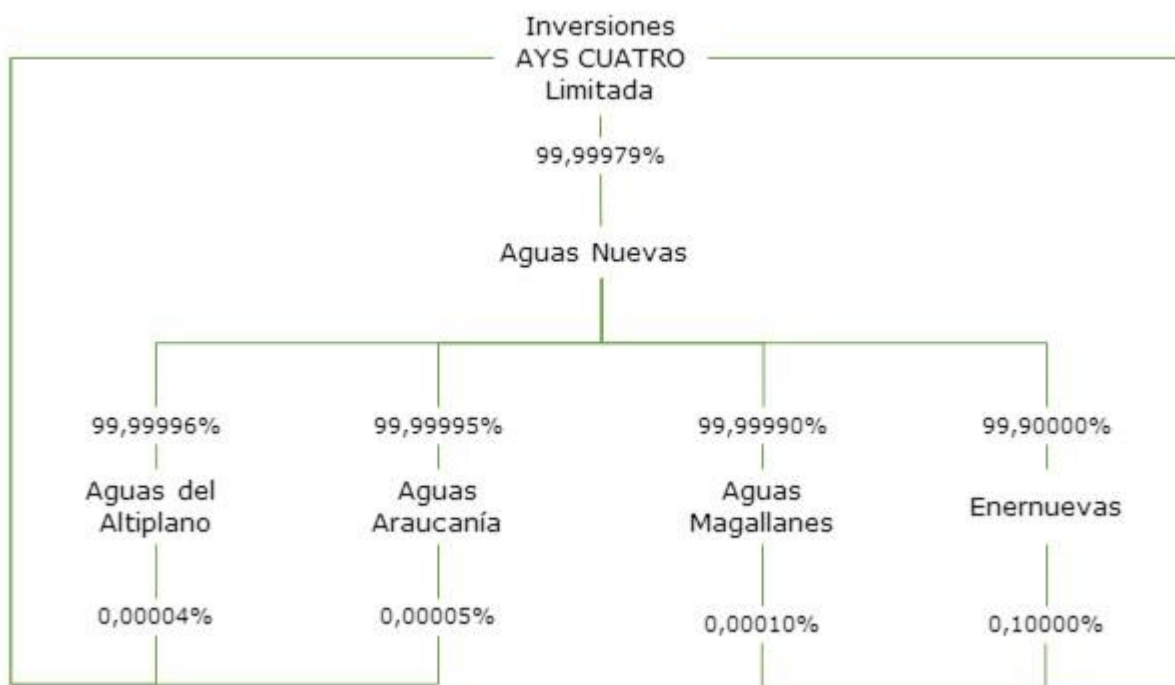 Inversiones
AYS CUATRO
Limitada
99,99979%
Aguas Nuevas
99,99996%
99,99995%
99,99990%
99,90000%
Aguas del
Altiplano
Aguas
Araucanía
Aguas
Magallanes
Enernuevas
0,00004%
0,00005%
0,00010%
0,10000%